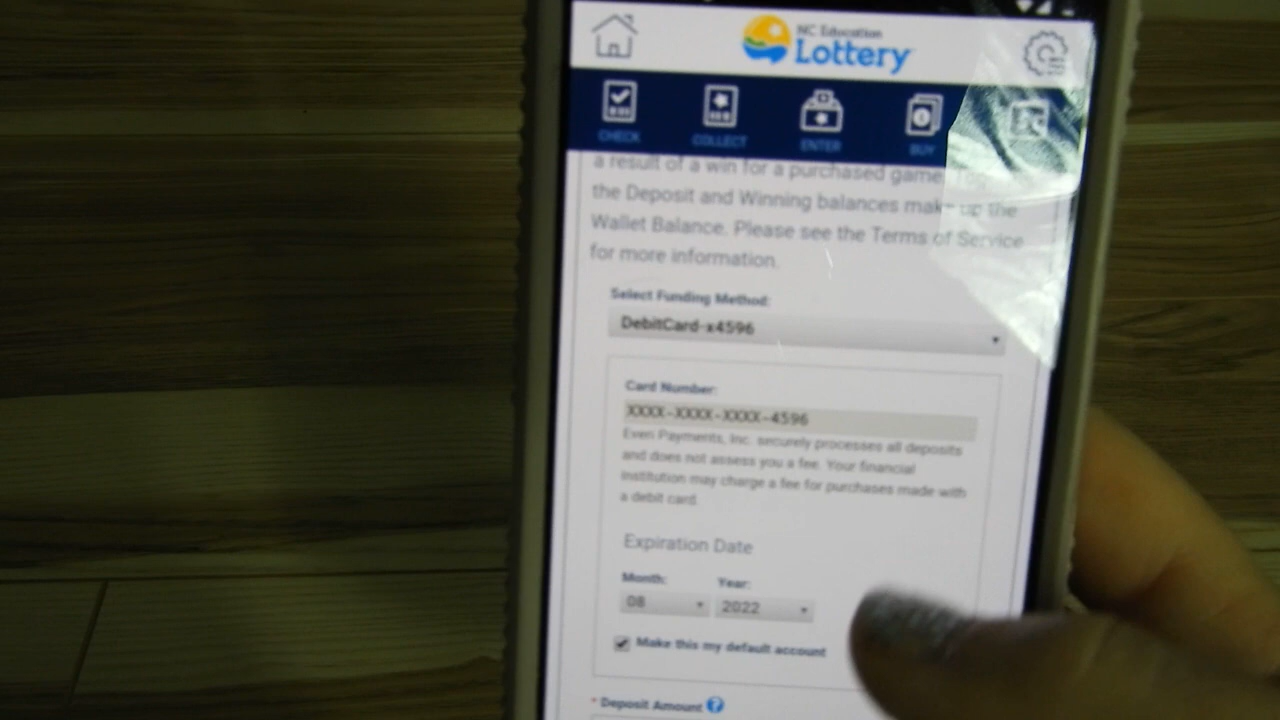 NC Education
Lottery
CHECK
COLLECT
ENTER
BUY
a result of a win for a purchased game.
the Deposit and Winning balances make up the
Wallet Balance. Please see the Terms of Service
for more information.
Select Funding Method:
DebitCard-x4596
Card Number:
XXXX-XXXX-XXXX-4596
Everi Payments, Inc. securely processes all deposits
and does not assess you a fee. Your financial
institution may charge a fee for purchases made with
a debit card.
Expiration Date
Month: Year:
08 2022
Make this my default account
* Deposit Amount ?